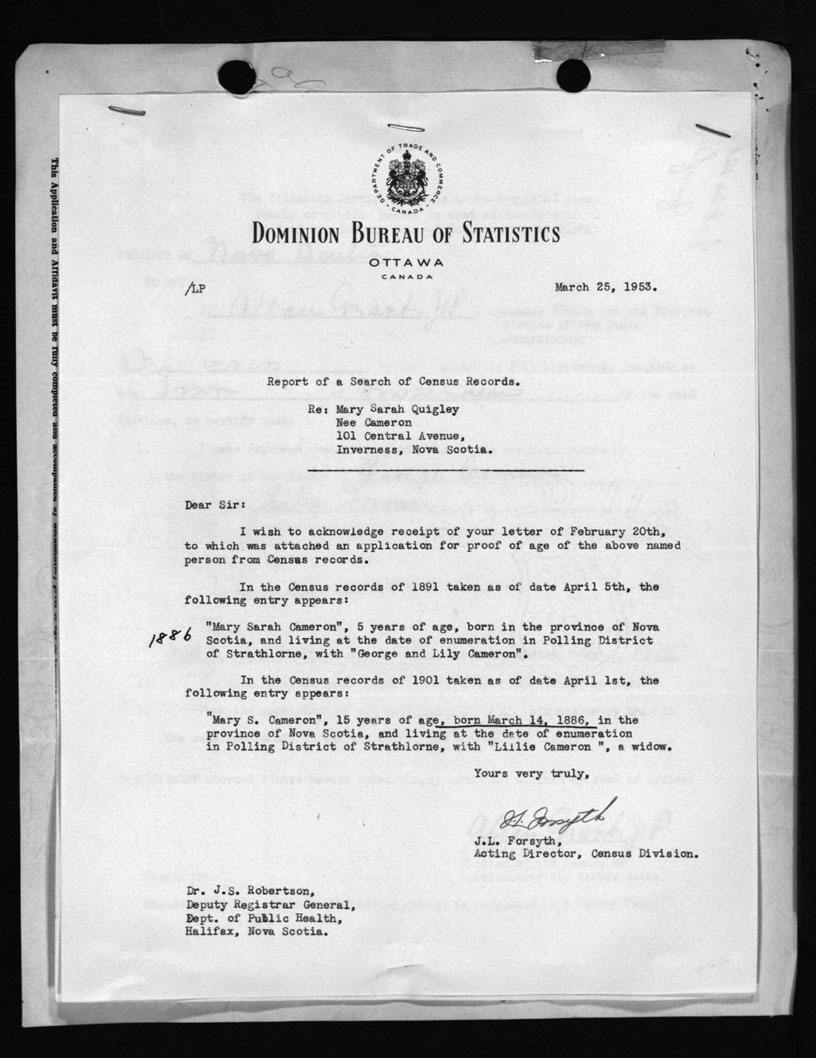 DEPARTMENT OF TRADE AND COMMERCE
CANADA
DOMINION BUREAU OF STATISTICS
OTTAWA
CANADA
/LP
March 25, 1953.
Report of a Search of Census Records.
Re: Mary Sarah Quigley
Nee Cameron
101 Central Avenue,
Inverness, Nova Scotia.
Dear Sir:
I wish to acknowledge receipt of your letter of February 20th,
to which was attached an application for proof of age of the above named
person from Census records.
In the Census records of 1891 taken as of date April 5th, the
following entry appears:
1886
"Mary Sarah Cameron", 5 years of age, born in the province of Nova
Scotia, and living at the date of enumeration in Polling District
of Strathlorne, with "George and Lily Cameron".
In the Census records of 1901 taken as of date April 1st, the
following entry appears:
"Mary S. Cameron", 15 years of age, born March 14, 1886, in the
province of Nova Scotia, and living at the date of enumeration
in Polling District of Strathlorne, with "Lillie Cameron ", a widow.
Yours very truly,
J.L. Forsyth
J.L. Forsyth,
Acting Director, Census Division.
Dr. J.S. Robertson,
Deputy Registrar General,
Dept. of Public Health,
Halifax, Nova Scotia.
This Application and Affidavit must be fully completed and accompanied by